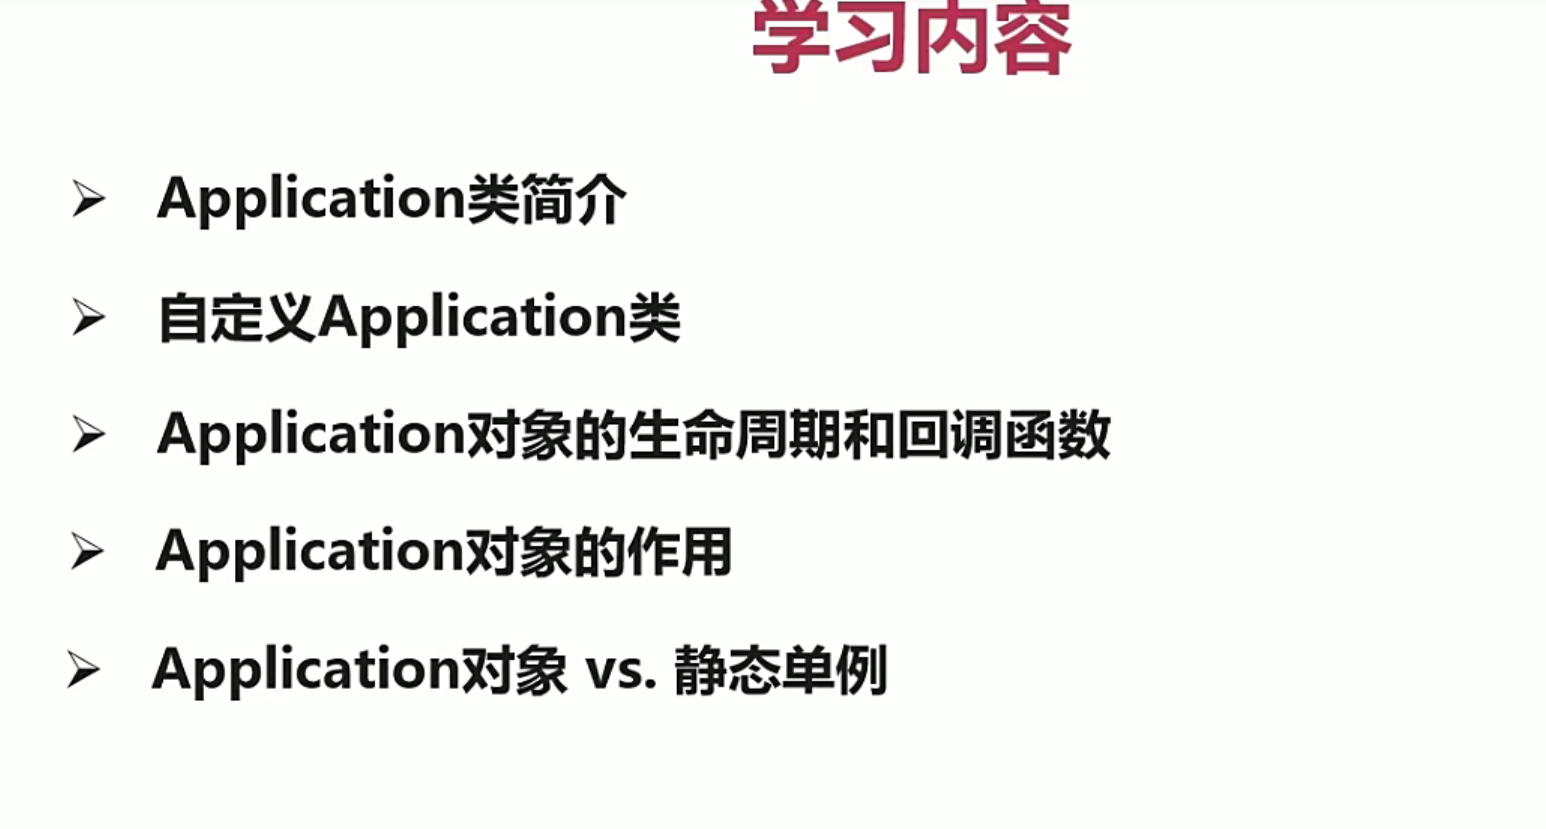 学习内容
Application类简介
自定义Application类
Application对象的生命周期和回调函数
Application对象的作用
Application对象 vs. 静态单例